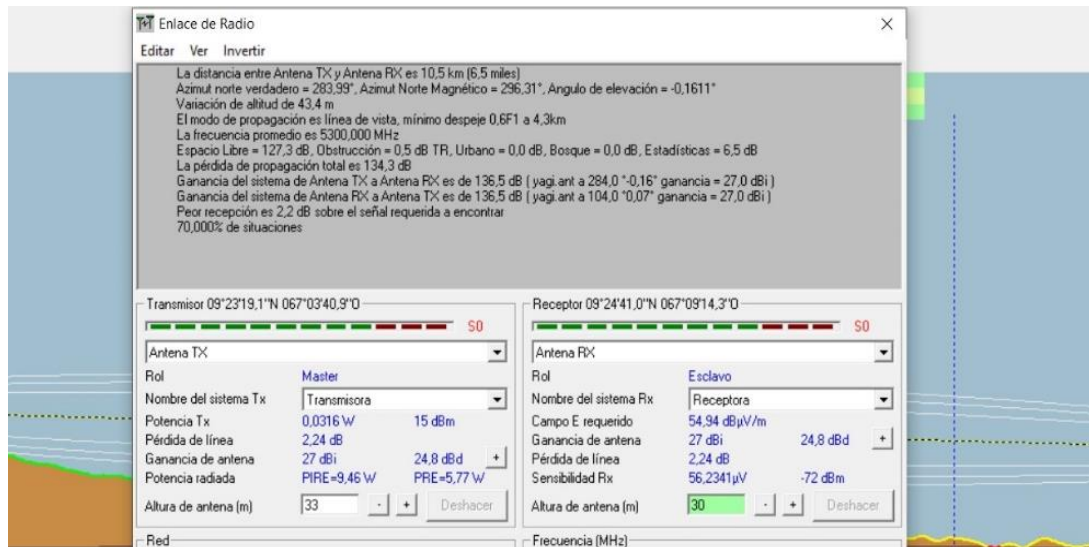 Enlace de Radio
Editar Ver Invertir
La distancia entre Antena TX y Antena RX es 10,5 km (6,5 miles)
Azimut norte verdadero = 283,99°, Azimut Norte Magnético = 296,31°, Angulo de elevación = -0,1611°
Variación de altitud de 43,4 m
El modo de propagación es línea de vista, mínimo despeje 0,6F1 a 4,3km
La frecuencia promedio es 5300,000 MHz
Espacio Libre = 127,3 dB, Obstrucción = 0,5 dB TR, Urbano = 0,0 dB, Bosque = 0,0 dB, Estadísticas = 6,5 dB
La pérdida de propagación total es 134,3 dB
Ganancia del sistema de Antena TX a Antena RX es de 136,5 dB ( yagi.ant a 284,0 °-0,16° ganancia = 27,0 dBi )
Ganancia del sistema de Antena RX a Antena TX es de 136,5 dB ( yagi.ant a 104,0 °0,07° ganancia = 27,0 dBi )
Peor recepción es 2,2 dB sobre el señal requerida a encontrar
70,000% de situaciones
Transmisor 09°23'19,1''N 067°03'40,9''O
S0
Antena TX
Rol Master
Nombre del sistema Tx Transmisora
Potencia Tx 0,0316 W 15 dBm
Pérdida de línea 2,24 dB
Ganancia de antena 27 dBi 24,8 dBd +
Potencia radiada PIRE=9,46 W PRE=5,77 W
Altura de antena (m) 33 - + Deshacer
Red
Receptor 09°24'41,0''N 067°09'14,3''O
S0
Antena RX
Rol Esclavo
Nombre del sistema Rx Receptora
Campo E requerido 54,94 dBµV/m
Ganancia de antena 27 dBi 24,8 dBd +
Pérdida de línea 2,24 dB
Sensibilidad Rx 56,2341µV -72 dBm
Altura de antena (m) 30 - + Deshacer
Frecuencia (MHz)